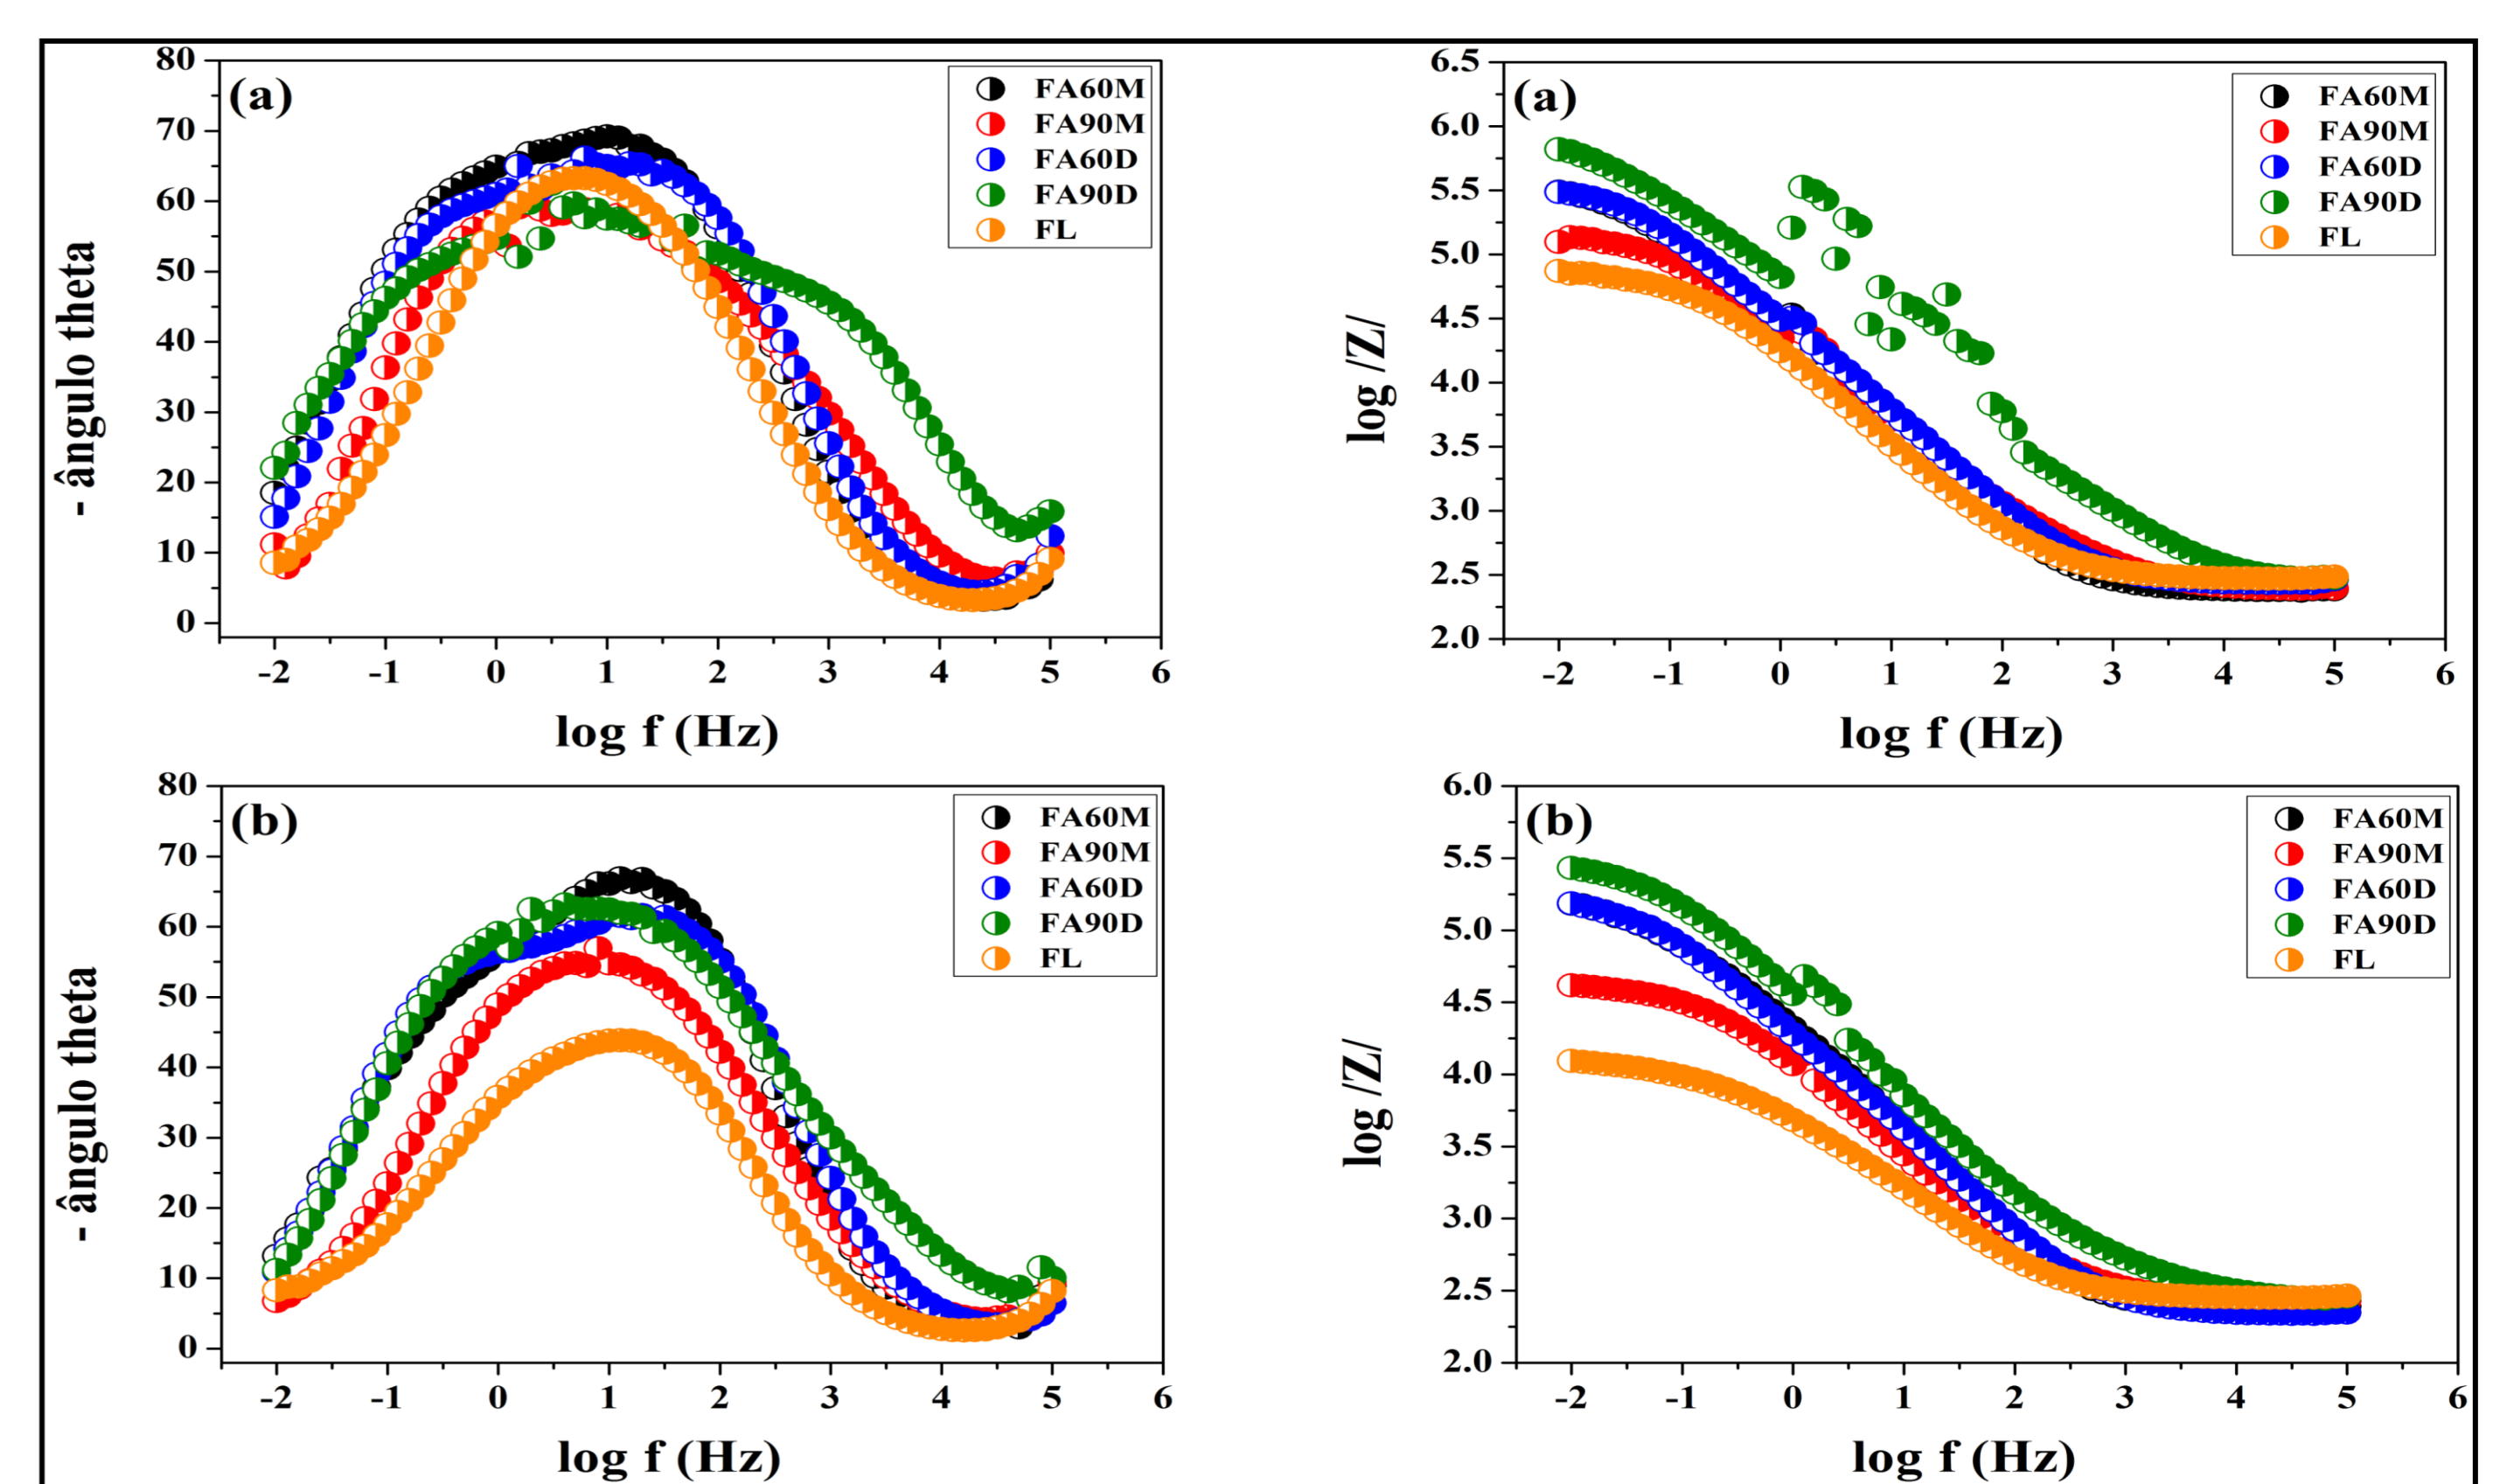 (a)
FA60M
FA90M
FA60D
FA90D
FL
80
70
60
50
40
30
20
10
0
- ângulo theta
-2 -1 0 1 2 3 4 5 6
log f (Hz)
(a)
FA60M
FA90M
FA60D
FA90D
FL
6.5
6.0
5.5
5.0
4.5
4.0
3.5
3.0
2.5
2.0
log /Z/
-2 -1 0 1 2 3 4 5 6
log f (Hz)
(b)
FA60M
FA90M
FA60D
FA90D
FL
80
70
60
50
40
30
20
10
0
- ângulo theta
-2 -1 0 1 2 3 4 5 6
log f (Hz)
(b)
FA60M
FA90M
FA60D
FA90D
FL
6.0
5.5
5.0
4.5
4.0
3.5
3.0
2.5
2.0
log /Z/
-2 -1 0 1 2 3 4 5 6
log f (Hz)